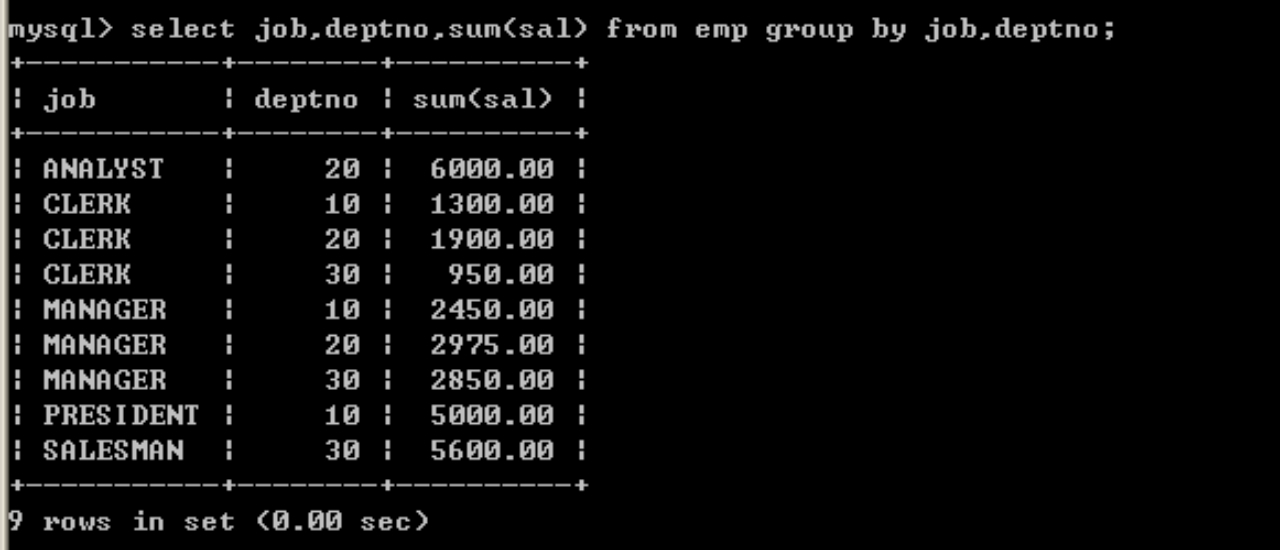 mysql> select job,deptno,sum(sal) from emp group by job,deptno;
+-----------+--------+----------+
| job       | deptno | sum(sal) |
+-----------+--------+----------+
| ANALYST   |     20 |  6000.00 |
| CLERK     |     10 |  1300.00 |
| CLERK     |     20 |  1900.00 |
| CLERK     |     30 |   950.00 |
| MANAGER   |     10 |  2450.00 |
| MANAGER   |     20 |  2975.00 |
| MANAGER   |     30 |  2850.00 |
| PRESIDENT |     10 |  5000.00 |
| SALESMAN  |     30 |  5600.00 |
+-----------+--------+----------+
9 rows in set (0.00 sec)